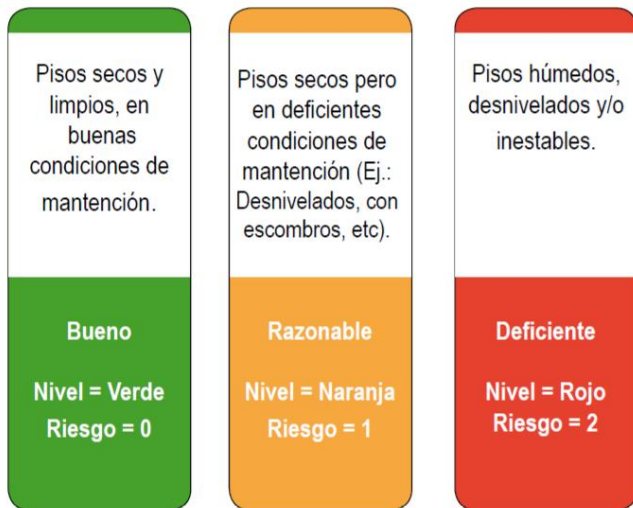 Pisos secos y
limpios, en
buenas
condiciones de
mantención.
Bueno
Nivel = Verde
Riesgo = 0
Pisos secos pero
en deficientes
condiciones de
mantención (Ej.:
Desnivelados, con
escombros, etc).
Razonable
Nivel = Naranja
Riesgo = 1
Pisos húmedos,
desnivelados y/o
inestables.
Deficiente
Nivel = Rojo
Riesgo = 2